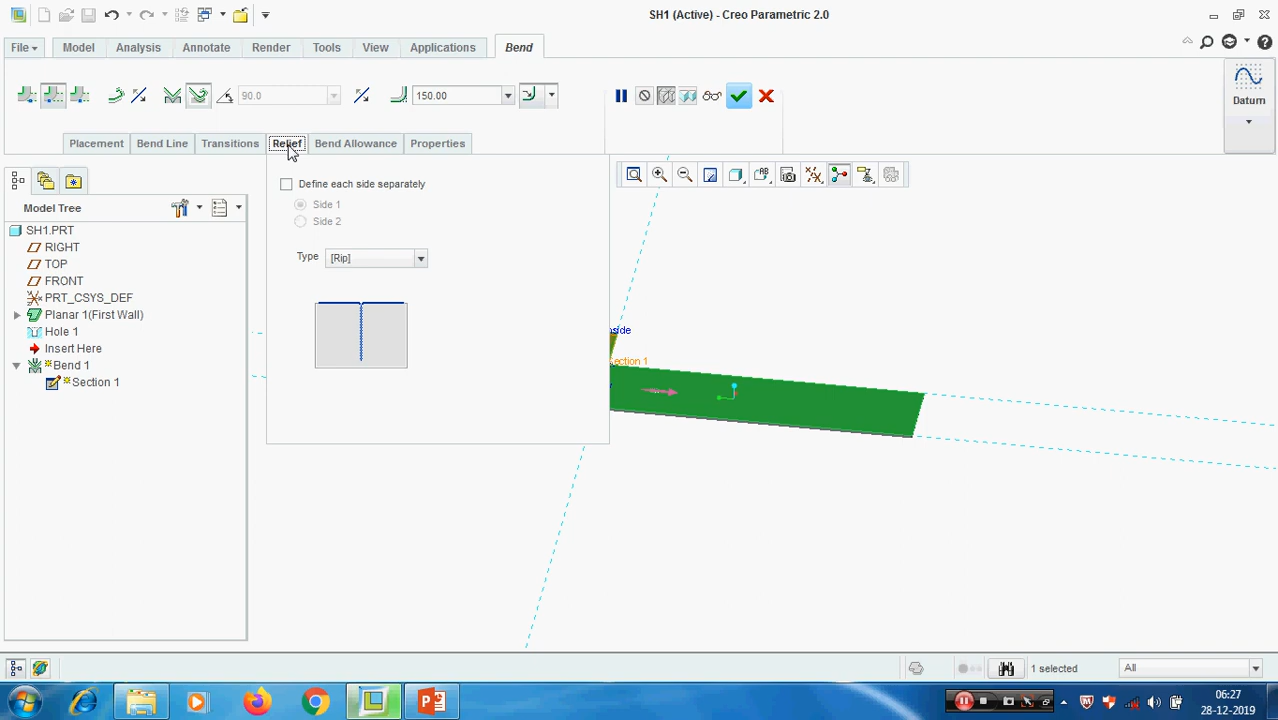 SH1 (Active) - Creo Parametric 2.0
File Model Analysis Annotate Render Tools View Applications Bend
90.0
150.00
Datum
Placement Bend Line Transitions Relief Bend Allowance Properties
Define each side separately
Side 1
Side 2
Type [Rip]
Model Tree
SH1.PRT
RIGHT
TOP
FRONT
PRT_CSYS_DEF
Planar 1(First Wall)
Hole 1
Insert Here
Bend 1
Section 1
side
ection 1
1 selected
All
06:27
28-12-2019